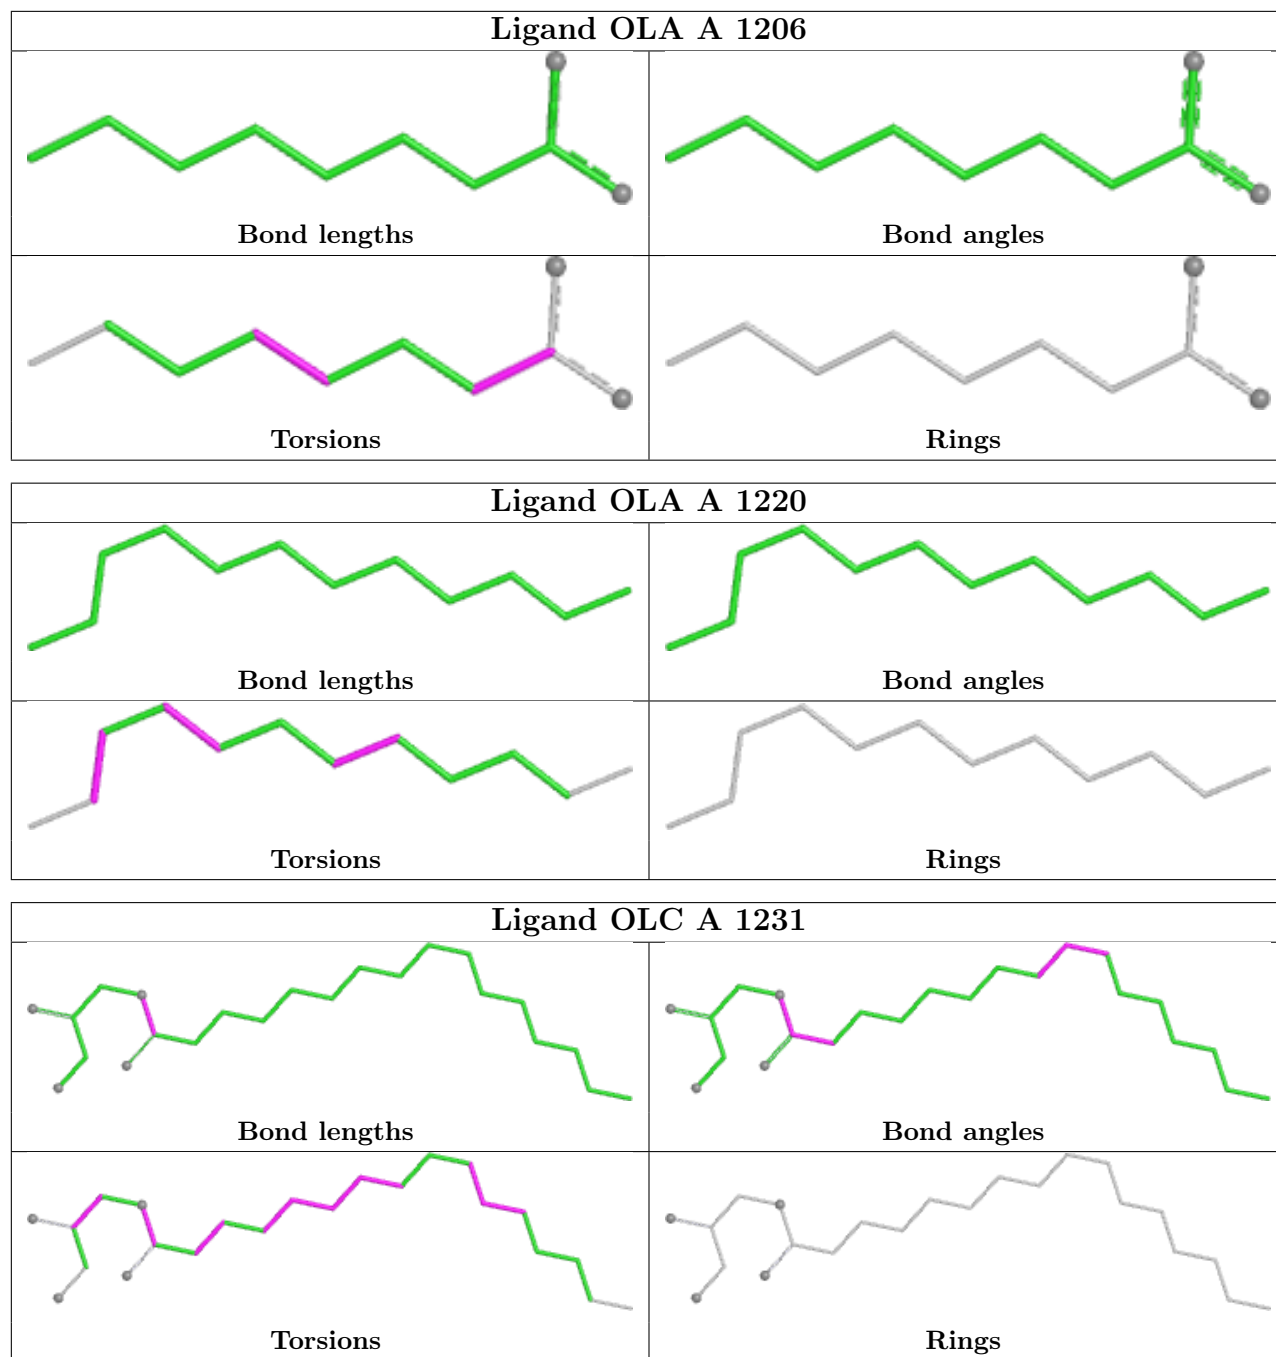 Ligand OLA A 1206
Bond lengths
Bond angles
Torsions
Rings
Ligand OLA A 1220
Bond lengths
Bond angles
Torsions
Rings
Ligand OLC A 1231
Bond lengths
Bond angles
Torsions
Rings